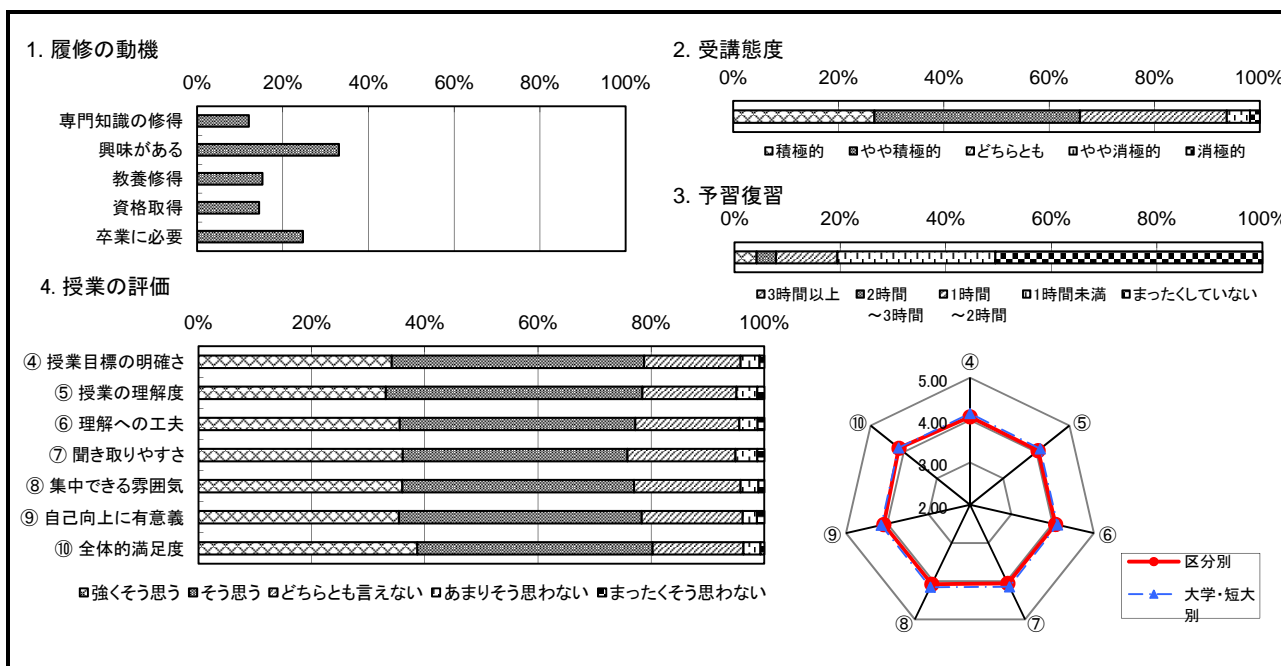 1. 履修の動機
0% 20% 40% 60% 80% 100%
専門知識の修得
興味がある
教養修得
資格取得
卒業に必要
2. 受講態度
0% 20% 40% 60% 80% 100%
積極的 やや積極的 どちらとも やや消極的 消極的
3. 予習復習
0% 20% 40% 60% 80% 100%
3時間以上 2時間 1時間 1時間未満 まったくしていない
～3時間 ～2時間
4. 授業の評価
0% 20% 40% 60% 80% 100%
④ 授業目標の明確さ
⑤ 授業の理解度
⑥ 理解への工夫
⑦ 聞き取りやすさ
⑧ 集中できる雰囲気
⑨ 自己向上に有意義
⑩ 全体的満足度
強くそう思う そう思う どちらとも言えない あまりそう思わない まったくそう思わない
④
5.00
⑩ ⑤
4.00
3.00
2.00
⑨ ⑥
⑧ ⑦
区分別
大学・短大
別